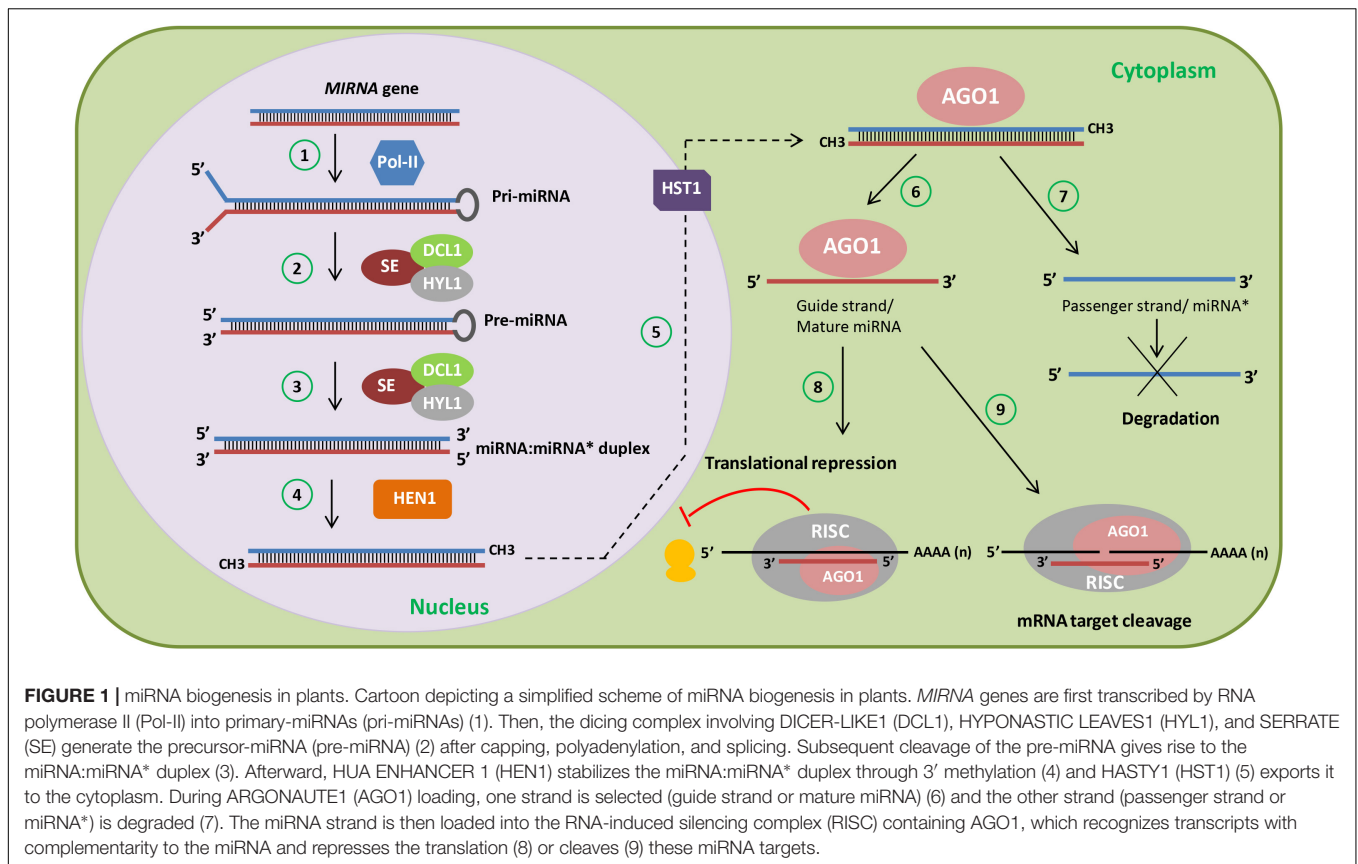 Cytoplasm
MIRNA gene
AGO1
CH3
CH3
1
Pol-II
5’
3’
Pri-miRNA
HST1
6
7
2
SE
DCL1
HYL1
AGO1
5’
3’
5’
3’
Guide strand/
Mature miRNA
Passenger strand/ miRNA*
5’
3’
Pre-miRNA
5
3
SE
DCL1
HYL1
8
9
5’
3’
Degradation
5’
3’
3’
5’
miRNA:miRNA* duplex
Translational repression
4
HEN1
CH3
CH3
Nucleus
5’
RISC
AAAA (n)
3’
5’
AGO1
5’
AGO1
AAAA (n)
3’
5’
RISC
mRNA target cleavage
FIGURE 1 | miRNA biogenesis in plants. Cartoon depicting a simplified scheme of miRNA biogenesis in plants. MIRNA genes are first transcribed by RNA
polymerase II (Pol-II) into primary-miRNAs (pri-miRNAs) (1). Then, the dicing complex involving DICER-LIKE1 (DCL1), HYPONASTIC LEAVES1 (HYL1), and SERRATE
(SE) generate the precursor-miRNA (pre-miRNA) (2) after capping, polyadenylation, and splicing. Subsequent cleavage of the pre-miRNA gives rise to the
miRNA:miRNA* duplex (3). Afterward, HUA ENHANCER 1 (HEN1) stabilizes the miRNA:miRNA* duplex through 3′ methylation (4) and HASTY1 (HST1) (5) exports it
to the cytoplasm. During ARGONAUTE1 (AGO1) loading, one strand is selected (guide strand or mature miRNA) (6) and the other strand (passenger strand or
miRNA*) is degraded (7). The miRNA strand is then loaded into the RNA-induced silencing complex (RISC) containing AGO1, which recognizes transcripts with
complementarity to the miRNA and represses the translation (8) or cleaves (9) these miRNA targets.